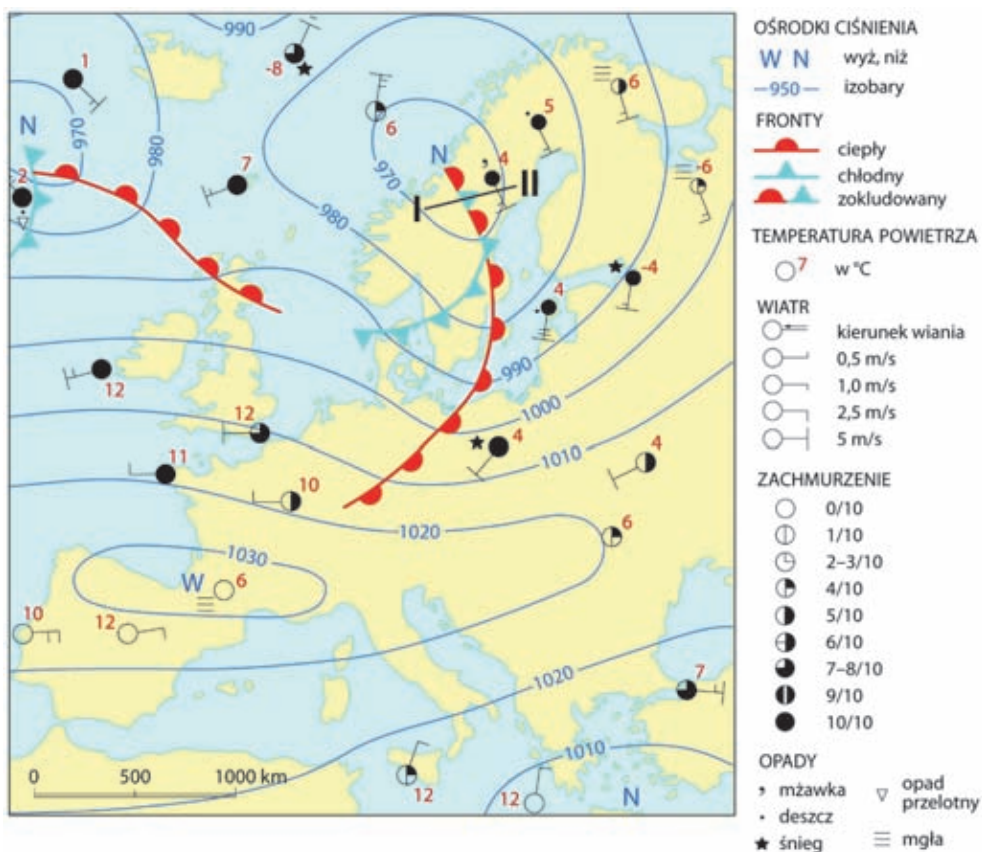 990
1
-8
6
6
5
N
970
980
2
7
N
4
970
-6
980
4
-4
I
II
12
990
12
1000
4
4
11
10
1010
6
1020
1030
W
6
10
12
1020
7
1010
12
12
N
0 500 1000 km
OŚRODKI CIŚNIENIA
W N wyż, niż
950 izobary
FRONTY
ciepły
chłodny
zokludowany
TEMPERATURA POWIETRZA
7 w °C
WIATR
kierunek wiania
0,5 m/s
1,0 m/s
2,5 m/s
5 m/s
ZACHMURZENIE
0/10
1/10
2–3/10
4/10
5/10
6/10
7–8/10
9/10
10/10
OPADY
mżawka
deszcz
śnieg
opad
przelotny
mgła